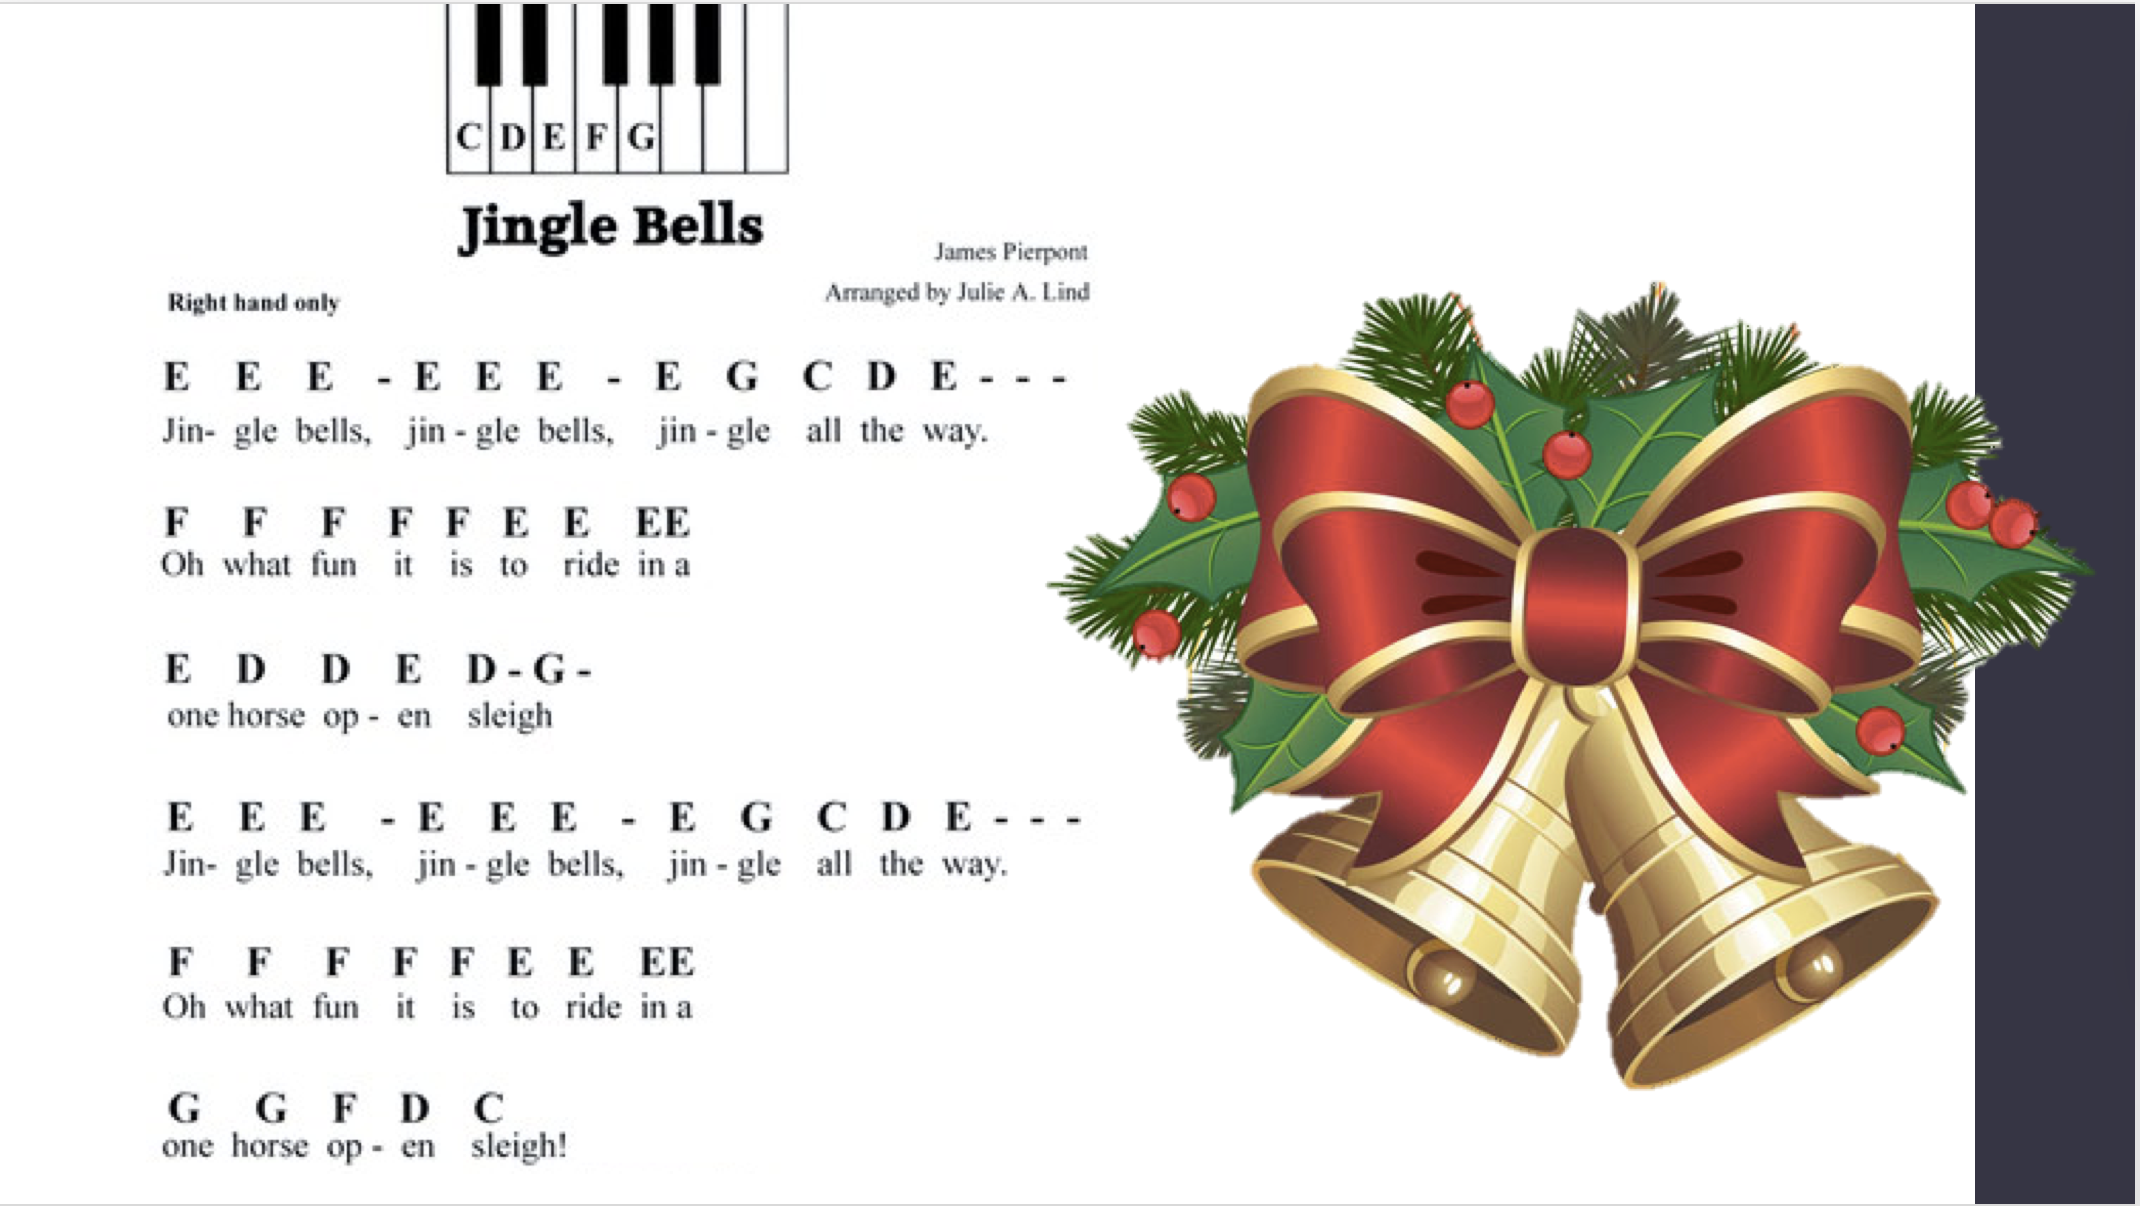 C D E F G
Jingle Bells
James Pierpont
Right hand only
Arranged by Julie A. Lind
E E E - E E E - E G C D E - - -
Jin- gle bells, jin - gle bells, jin - gle all the way.
F F F F F E E EE
Oh what fun it is to ride in a
E D D E D - G -
one horse op - en sleigh
E E E - E E E - E G C D E - - -
Jin- gle bells, jin - gle bells, jin - gle all the way.
F F F F F E E EE
Oh what fun it is to ride in a
G G F D C
one horse op - en sleigh!